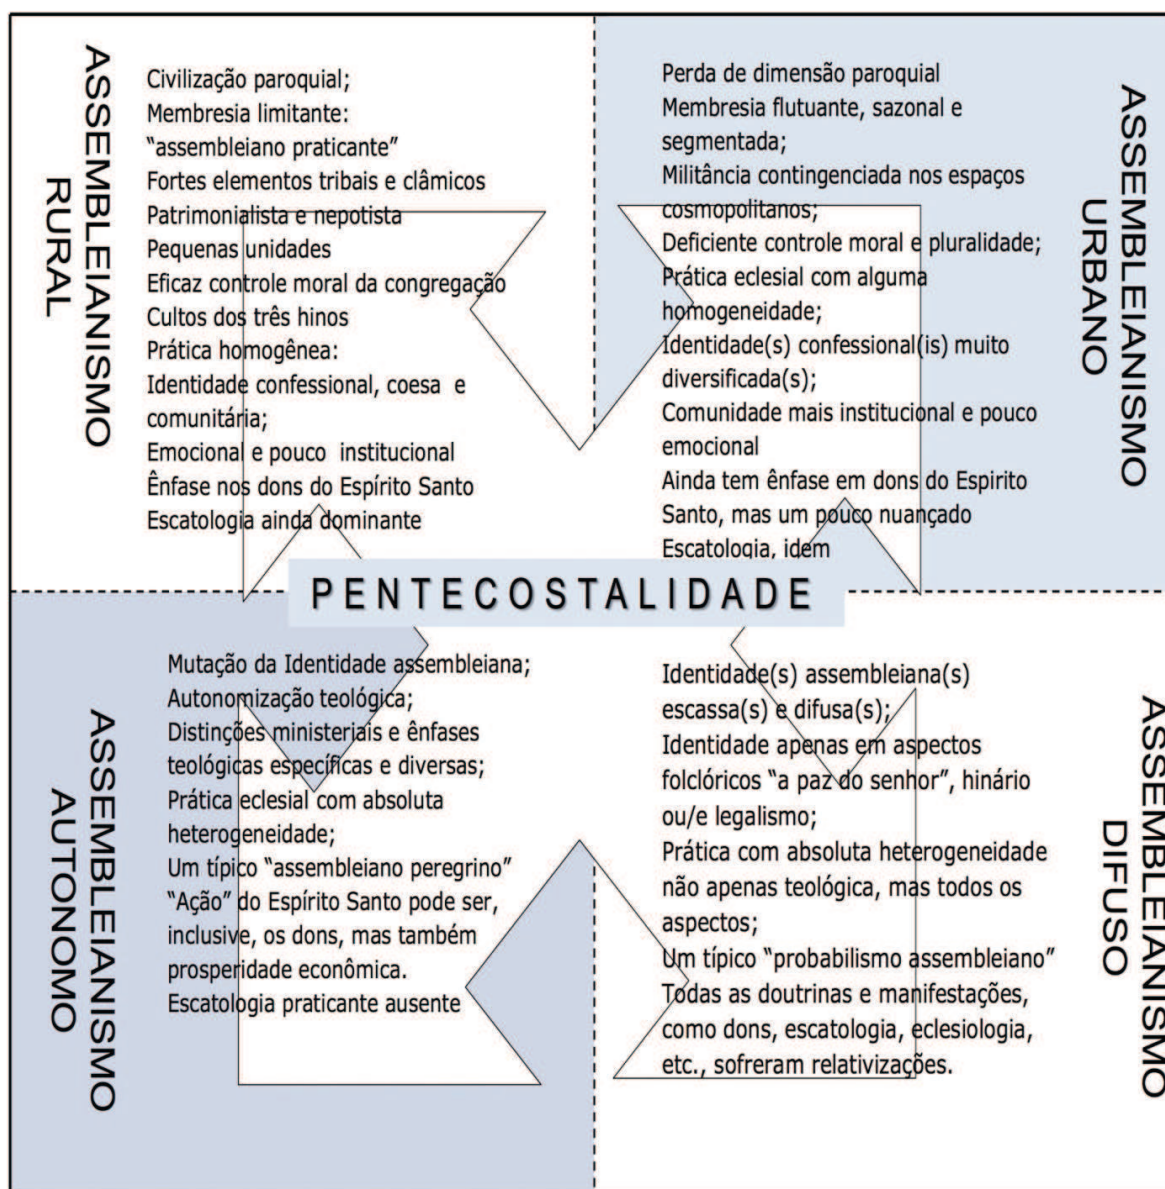 ASSEMBLEIANISMO
RURAL
Civilização paroquial;
Membresia limitante:
“assembleiano praticante”
Fortes elementos tribais e clâmicos
Patrimonialista e nepotista
Pequenas unidades
Eficaz controle moral da congregação
Cultos dos três hinos
Prática homogênea:
Identidade confessional, coesa e
comunitária;
Emocional e pouco institucional
Ênfase nos dons do Espírito Santo
Escatologia ainda dominante
Perda de dimensão paroquial
Membresia flutuante, sazonal e
segmentada;
Militância contingenciada nos espaços
cosmopolitanos;
Deficiente controle moral e pluralidade;
Prática eclesial com alguma
homogeneidade;
Identidade(s) confessional(is) muito
diversificada(s);
Comunidade mais institucional e pouco
emocional
Ainda tem ênfase em dons do Espirito
Santo, mas um pouco nuançado
Escatologia, idem
ASSEMBLEIANISMO
URBANO
PENTECOSTALIDADE
ASSEMBLEIANISMO
AUTONOMO
Mutação da Identidade assembleiana;
Autonomização teológica;
Distinções ministeriais e ênfases
teológicas específicas e diversas;
Prática eclesial com absoluta
heterogeneidade;
Um típico “assembleiano peregrino”
“Ação” do Espírito Santo pode ser,
inclusive, os dons, mas também
prosperidade econômica.
Escatologia praticante ausente
Identidade(s) assembleiana(s)
escassa(s) e difusa(s);
Identidade apenas em aspectos
folclóricos “a paz do senhor”, hinário
ou/e legalismo;
Prática com absoluta heterogeneidade
não apenas teológica, mas todos os
aspectos;
Um típico “probabilismo assembleiano”
Todas as doutrinas e manifestações,
como dons, escatologia, eclesiologia,
etc., sofreram relativizações.
ASSEMBLEIANISMO
DIFUSO